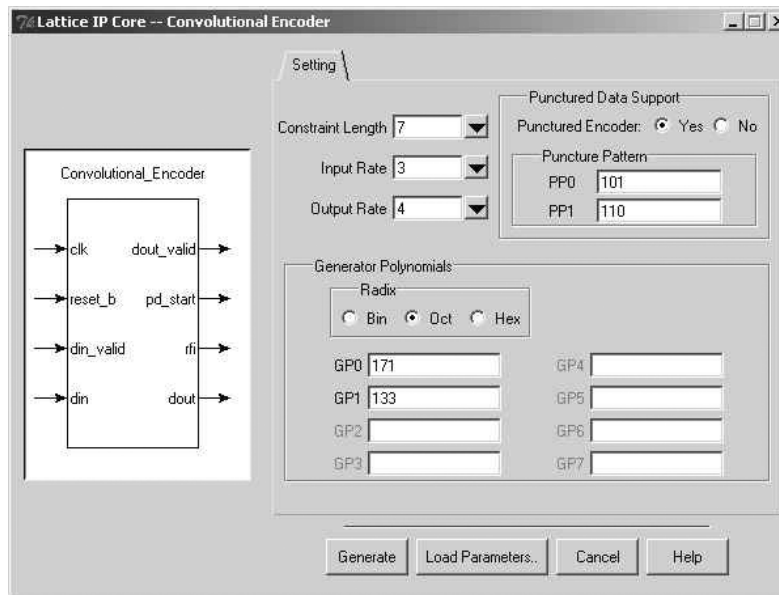 Lattice IP Core -- Convolutional Encoder
Setting
Constraint Length 7
Input Rate 3
Output Rate 4
Punctured Data Support
Punctured Encoder: Yes No
Puncture Pattern
PP0 101
PP1 110
Convolutional_Encoder
clk dout_valid
reset_b pd_start
din_valid rfi
din dout
Generator Polynomials
Radix
Bin Oct Hex
GP0 171 GP4
GP1 133 GP5
GP2 GP6
GP3 GP7
Generate Load Parameters.. Cancel Help